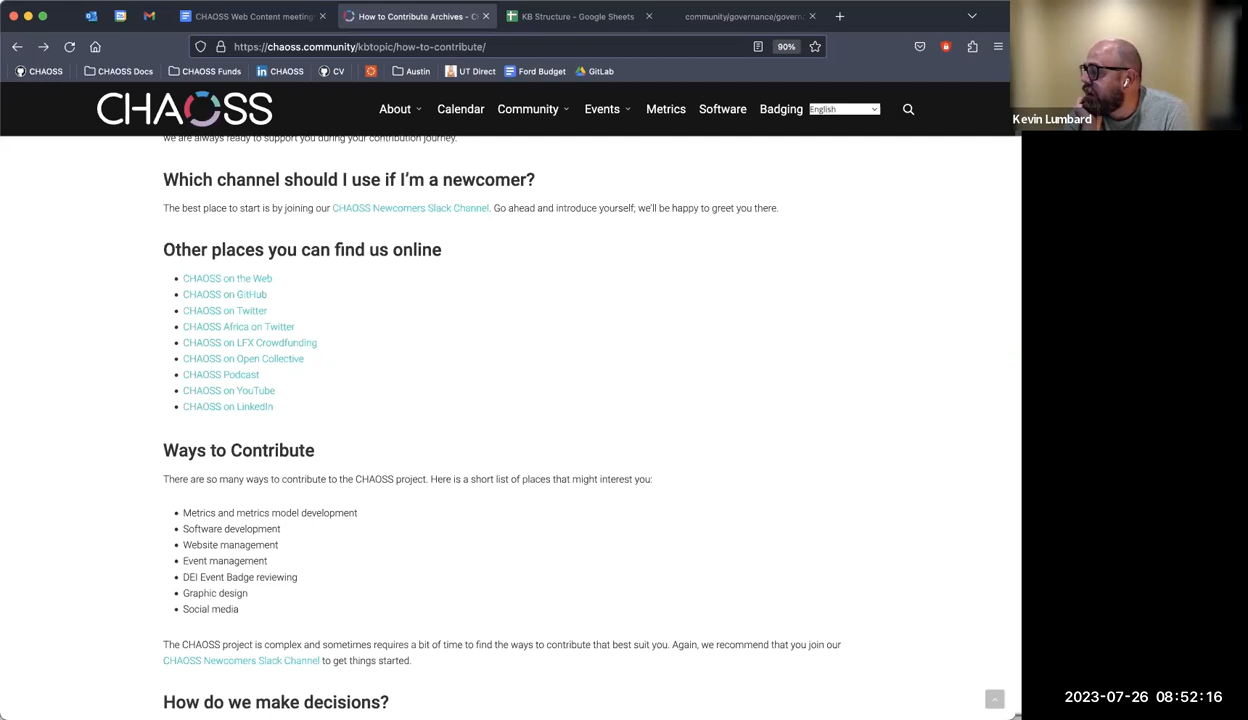 CHAOSS Web Content meeting
How to Contribute Archives - C
KB Structure - Google Sheets
community/governance/govern
https://chaoss.community/kbtopic/how-to-contribute/
90%
CHAOSS
CHAOSS Docs
CHAOSS Funds
CHAOSS
CV
Austin
UT Direct
Ford Budget
GitLab
CHAOSS
About
Calendar
Community
Events
Metrics
Software
Badging
English
Kevin Lumbard
we are always ready to support you during your contribution journey.
Which channel should I use if I'm a newcomer?
The best place to start is by joining our CHAOSS Newcomers Slack Channel. Go ahead and introduce yourself; we'll be happy to greet you there.
Other places you can find us online
• CHAOSS on the Web
• CHAOSS on GitHub
• CHAOSS on Twitter
• CHAOSS Africa on Twitter
• CHAOSS on LFX Crowdfunding
• CHAOSS on Open Collective
• CHAOSS Podcast
• CHAOSS on YouTube
• CHAOSS on LinkedIn
Ways to Contribute
There are so many ways to contribute to the CHAOSS project. Here is a short list of places that might interest you:
• Metrics and metrics model development
• Software development
• Website management
• Event management
• DEI Event Badge reviewing
• Graphic design
• Social media
The CHAOSS project is complex and sometimes requires a bit of time to find the ways to contribute that best suit you. Again, we recommend that you join our
CHAOSS Newcomers Slack Channel to get things started.
How do we make decisions?
2023-07-26 08:52:16